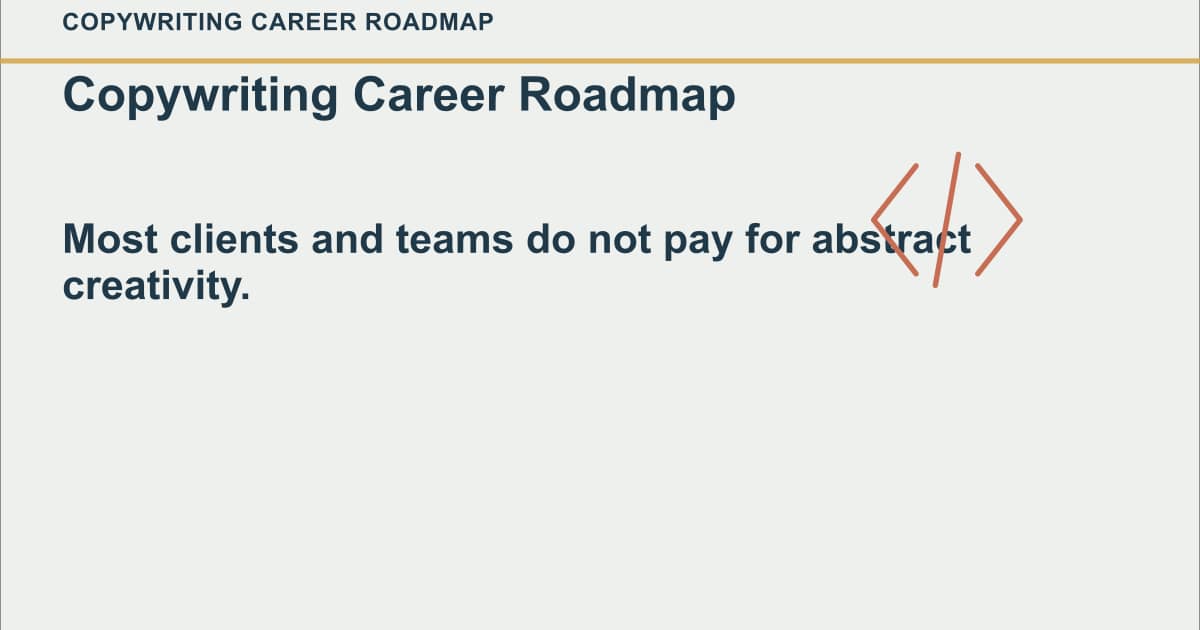 COPYWRITING CAREER ROADMAP
Copywriting Career Roadmap
Most clients and teams do not pay for abstract
creativity.